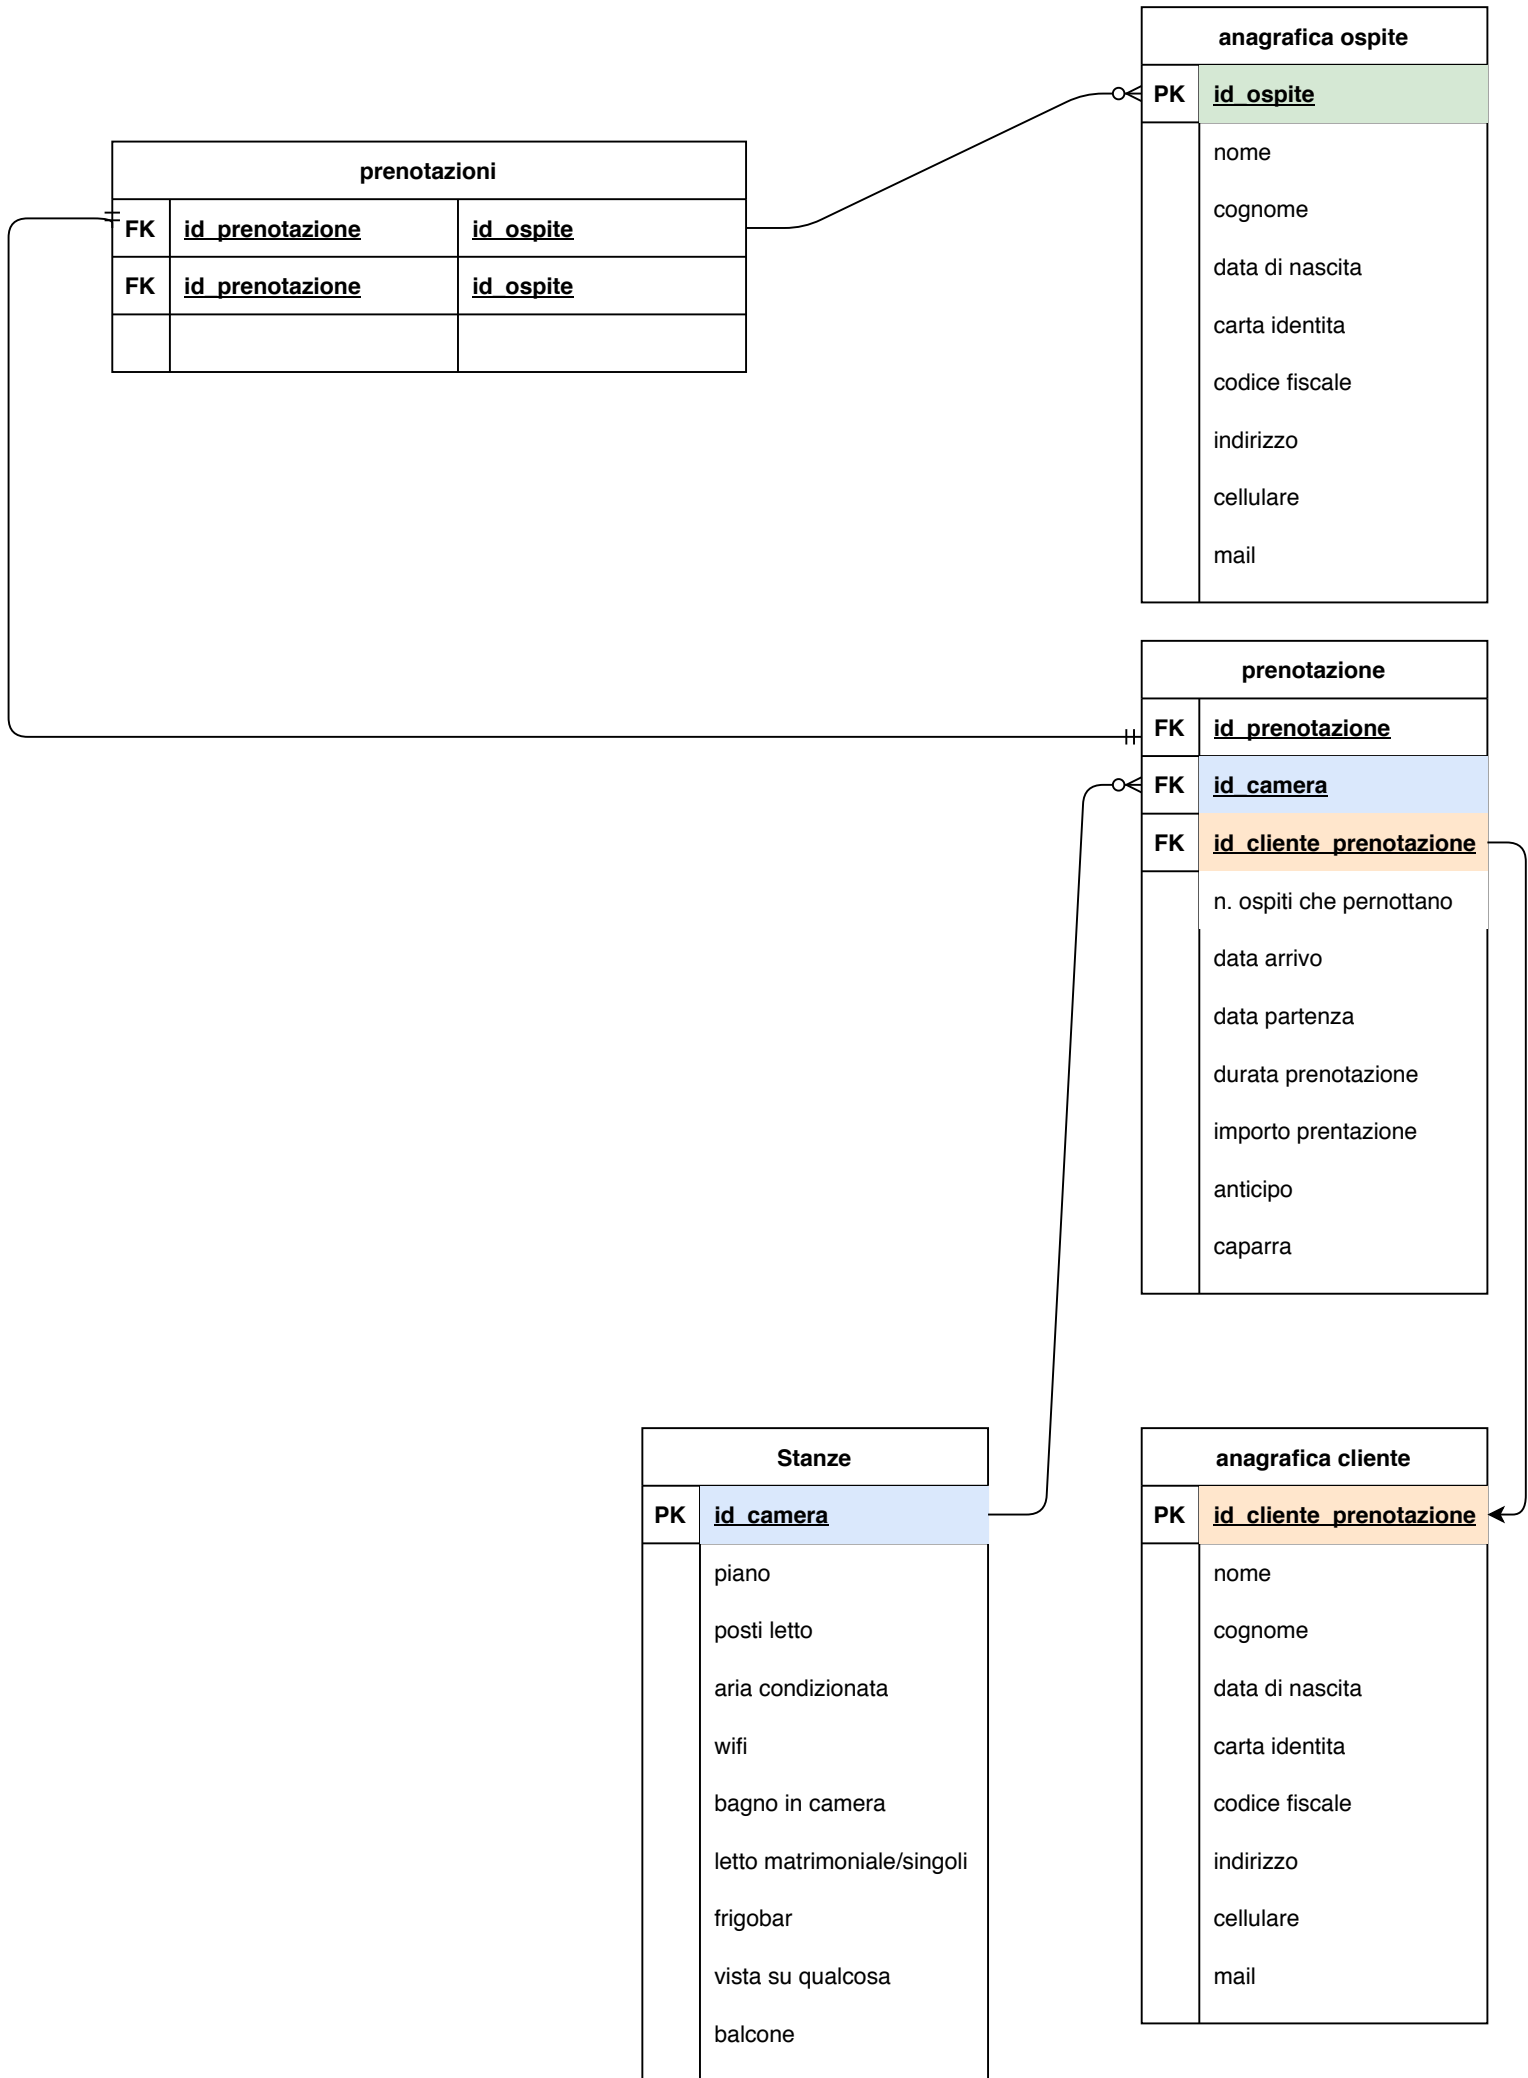 anagrafica ospite
PK id_ospite
nome
cognome
data di nascita
carta identita
codice fiscale
indirizzo
cellulare
mail
prenotazioni
FK id_prenotazione id_ospite
FK id_prenotazione id_ospite
prenotazione
FK id_prenotazione
FK id_camera
FK id_cliente_prenotazione
n. ospiti che pernottano
data arrivo
data partenza
durata prenotazione
importo prentazione
anticipo
caparra
Stanze
PK id_camera
piano
posti letto
aria condizionata
wifi
bagno in camera
letto matrimoniale/singoli
frigobar
vista su qualcosa
balcone
anagrafica cliente
PK id_cliente_prenotazione
nome
cognome
data di nascita
carta identita
codice fiscale
indirizzo
cellulare
mail